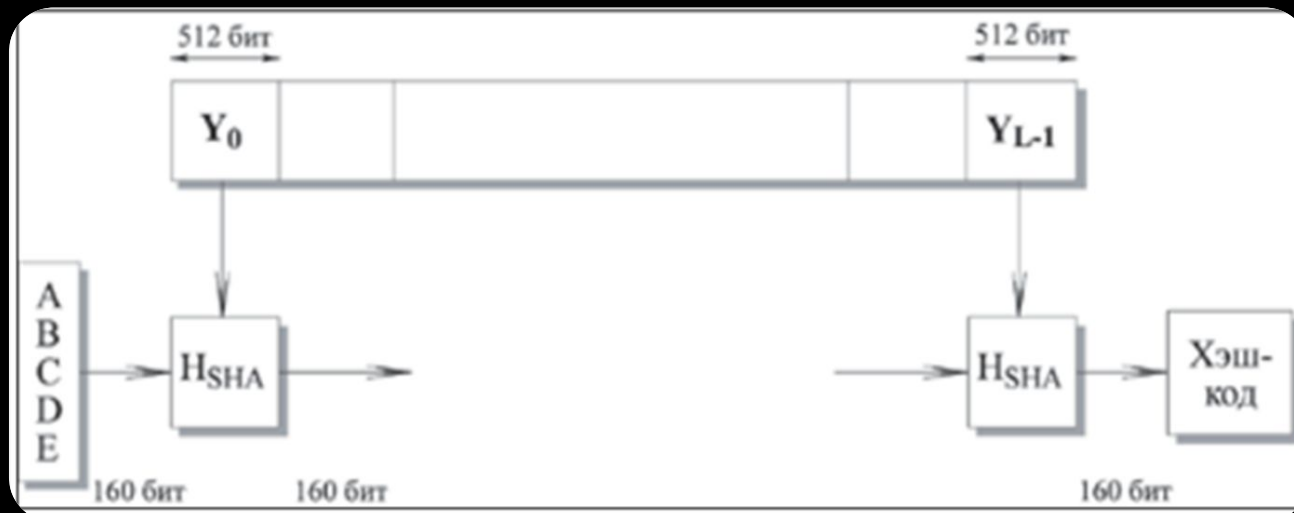 512 бит
512 бит
Y0
YL-1
A
B
C
D
E
HSHA
HSHA
Хэш-
код
160 бит
160 бит
160 бит